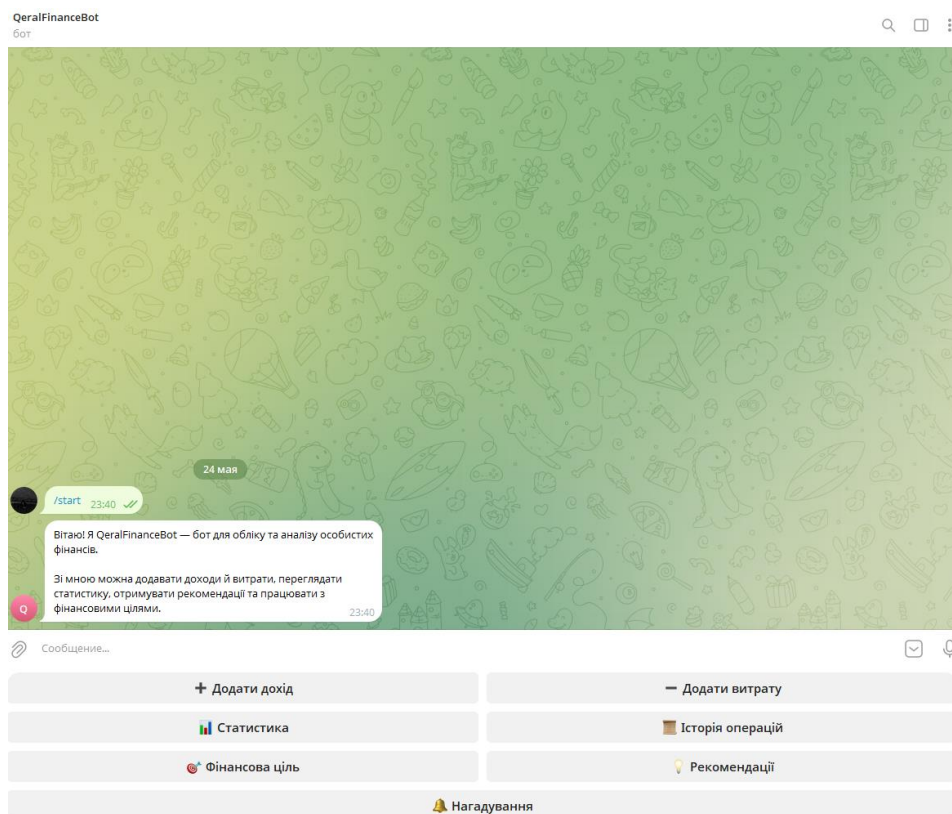 QeralFinanceBot
бот
24 мая
/start 23:40
Вітаю! Я QeralFinanceBot — бот для обліку та аналізу особистих
фінансів.
Зі мною можна додавати доходи й витрати, переглядати
статистику, отримувати рекомендації та працювати з
фінансовими цілями.
23:40
Q
Сообщение...
+ Додати дохід
− Додати витрату
Статистика
Історія операцій
Фінансова ціль
Рекомендації
Нагадування